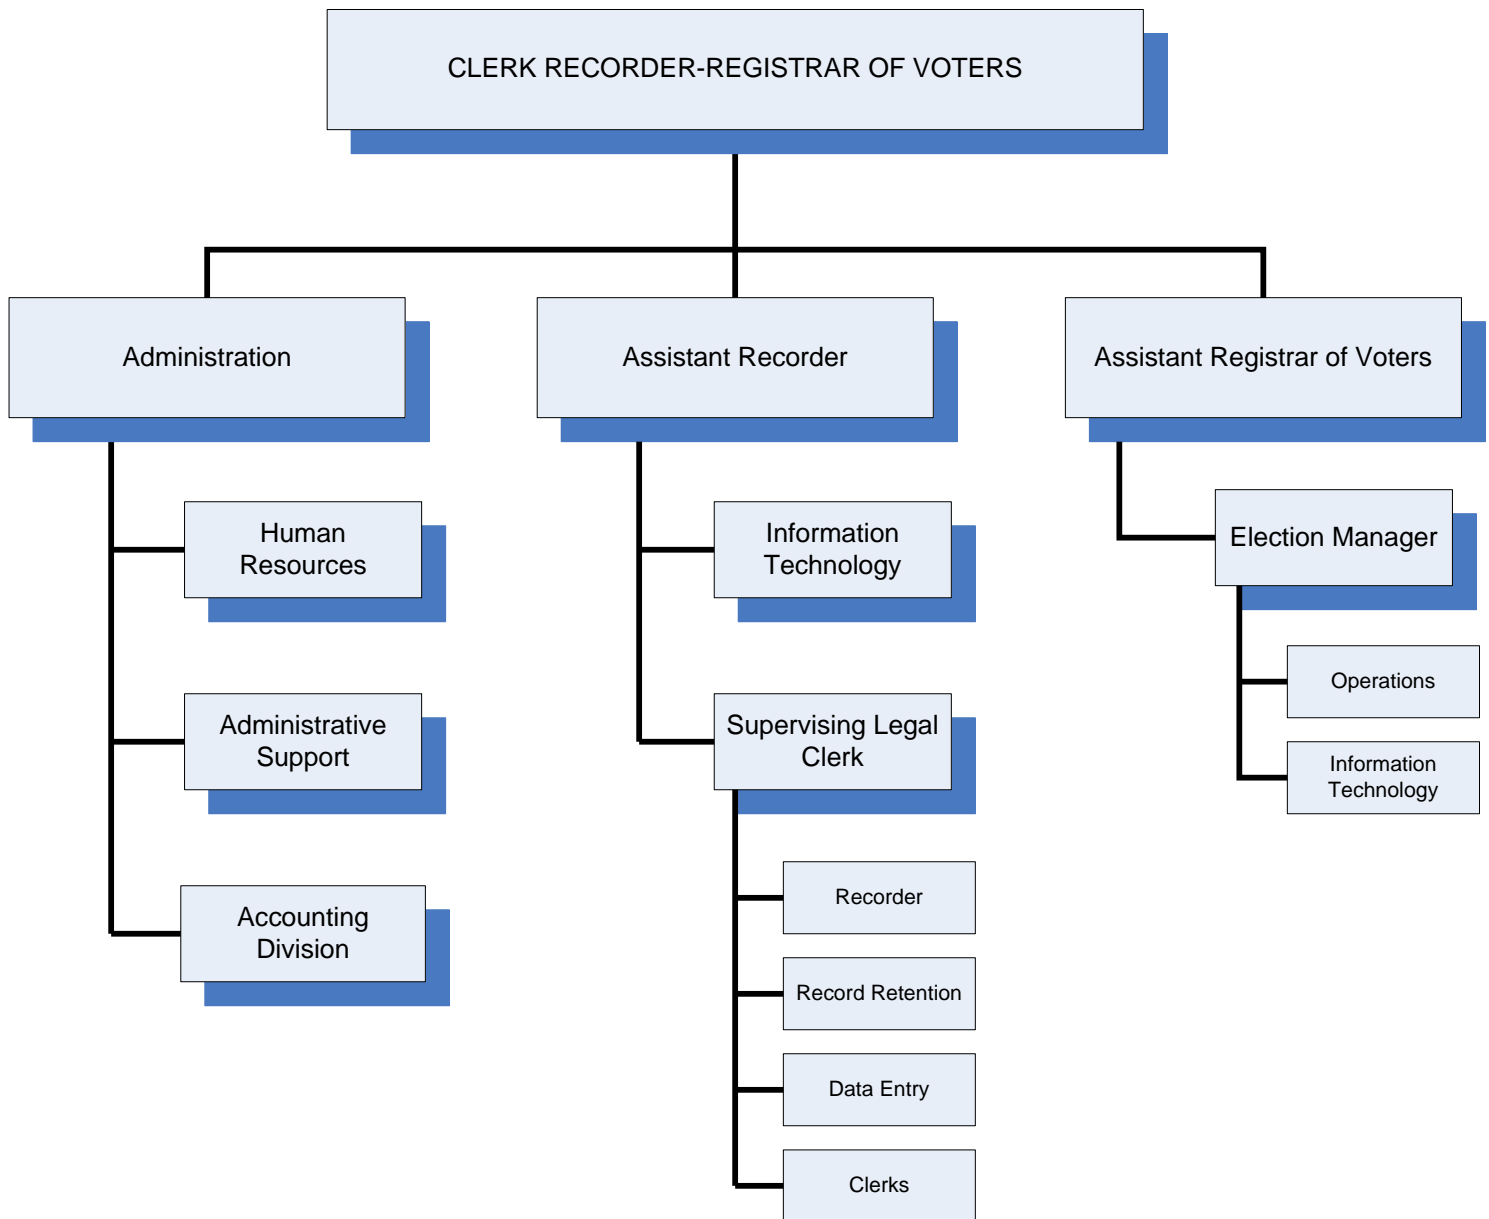 CLERK RECORDER-REGISTRAR OF VOTERS
Administration
Assistant Recorder
Assistant Registrar of Voters
Human
Resources
Administrative
Support
Accounting
Division
Information
Technology
Supervising Legal
Clerk
Recorder
Record Retention
Data Entry
Clerks
Election Manager
Operations
Information
Technology